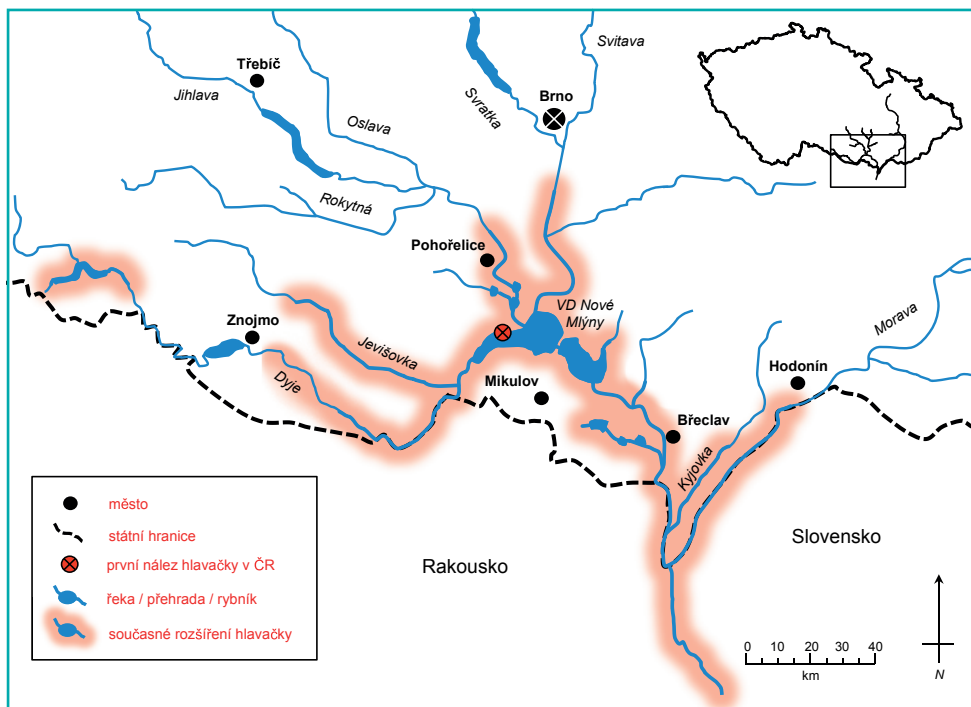 Svitava
Třebíč
Jihlava
Brno
Svratka
Oslava
Rokytná
Pohořelice
VD Nové
Mlýny
Morava
Znojmo
Jevišovka
Hodonín
Dyje
Mikulov
Břeclav
Kyjovka
město
státní hranice
první nález hlavačky v ČR
řeka / přehrada / rybník
současné rozšíření hlavačky
Rakousko
Slovensko
0 10 20 30 40
km
N